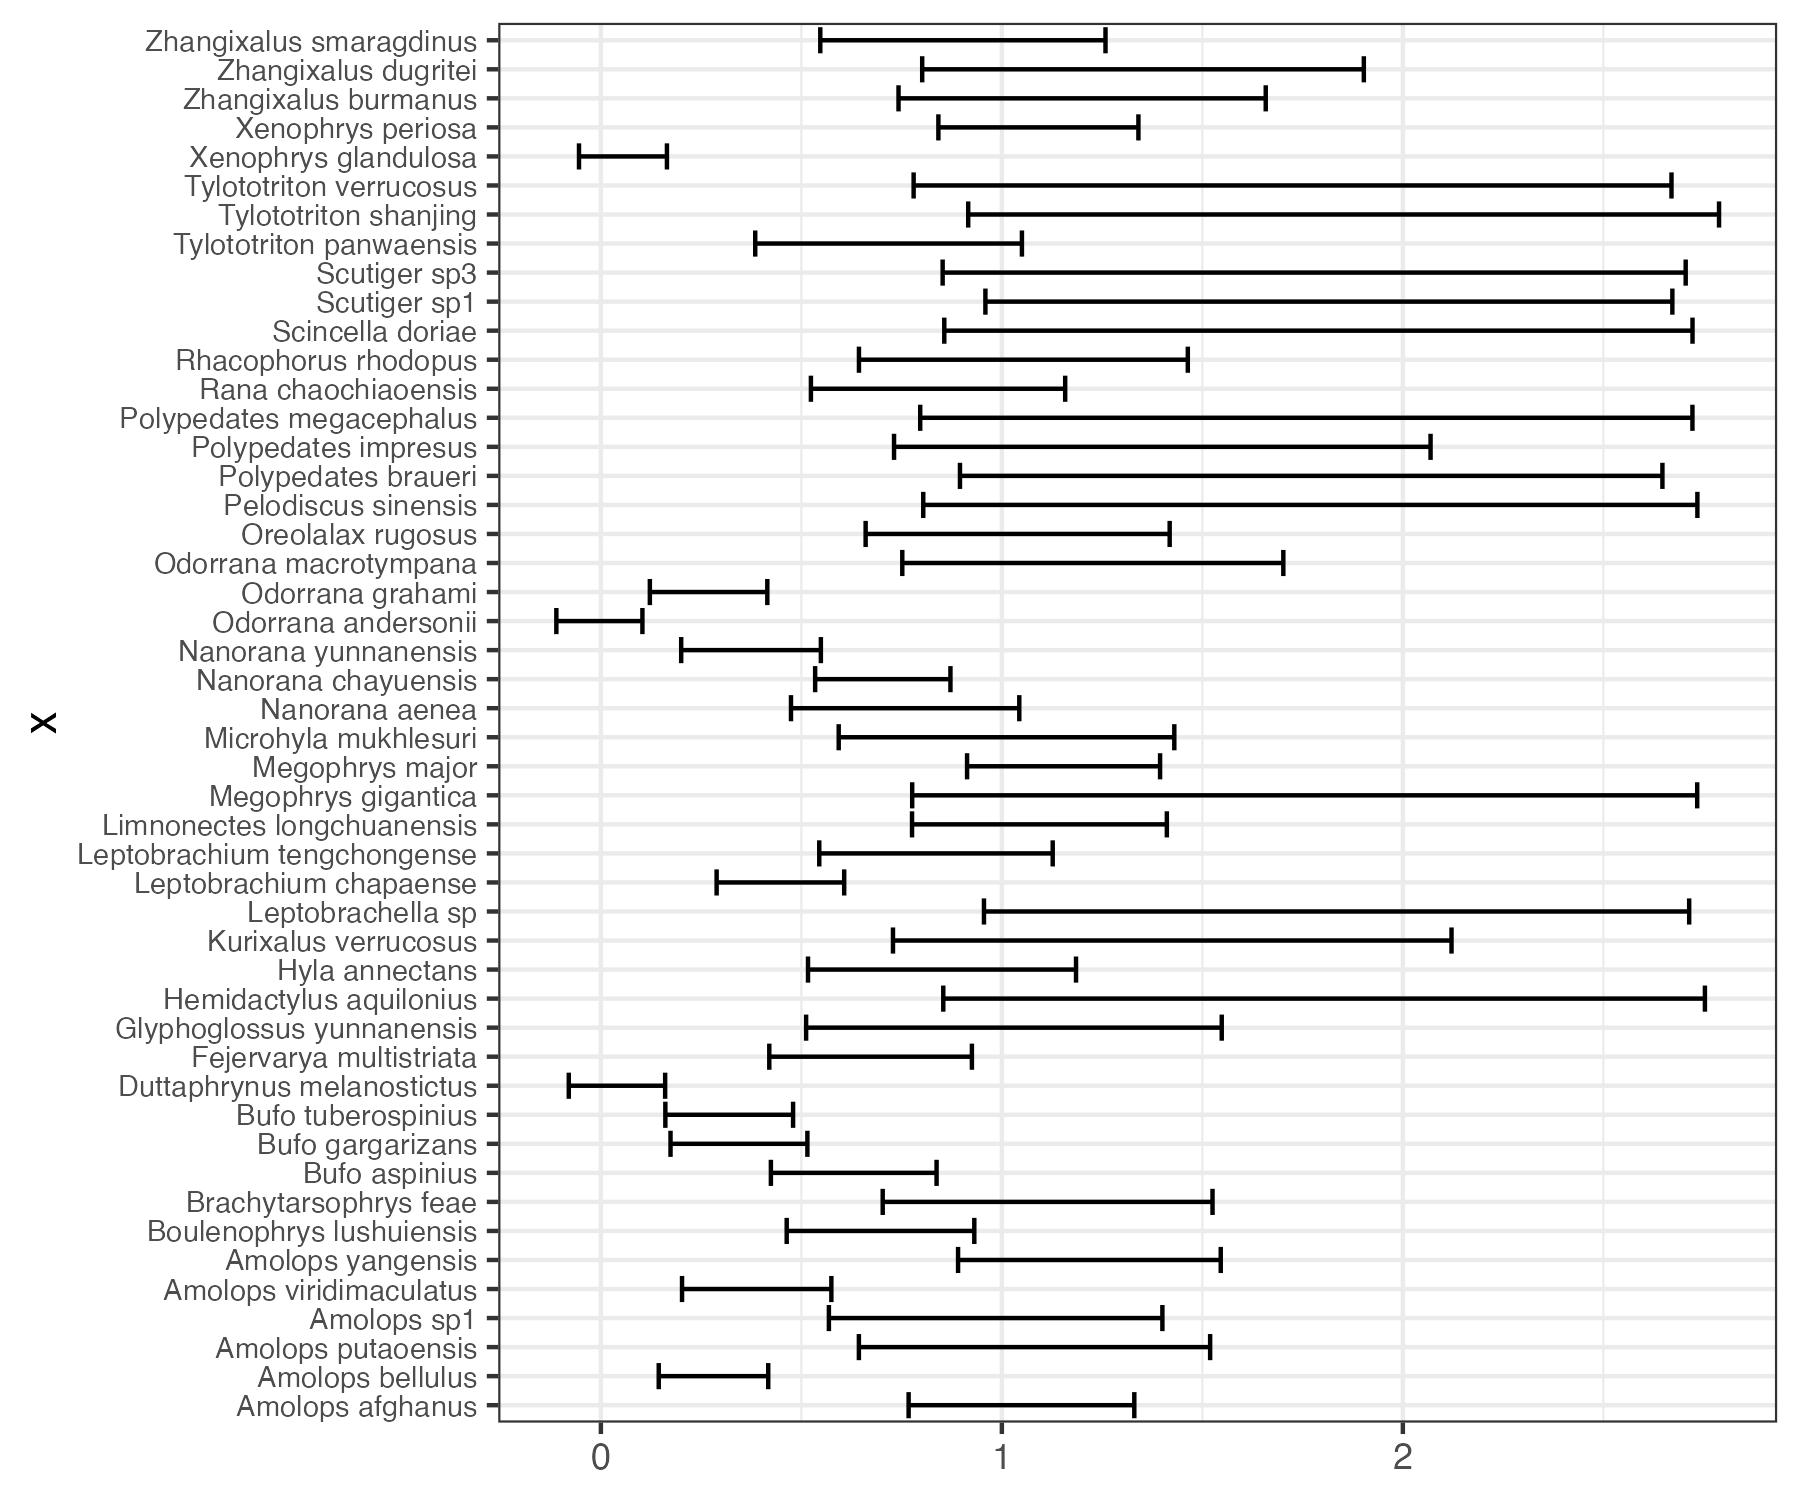 Zhangixalus smaragdinus
Zhangixalus dugritei
Zhangixalus burmanus
Xenophrys periosa
Xenophrys glandulosa
Tylototriton verrucosus
Tylototriton shanjing
Tylototriton panwaensis
Scutiger sp3
Scutiger sp1
Scincella doriae
Rhacophorus rhodopus
Rana chaochiaoensis
Polypedates megacephalus
Polypedates impresus
Polypedates braueri
Pelodiscus sinensis
Oreolalax rugosus
Odorrana macrotympana
Odorrana grahami
Odorrana andersonii
Nanorana yunnanensis
Nanorana chayuensis
Nanorana aenea
Microhyla mukhlesuri
Megophrys major
Megophrys gigantica
Limnonectes longchuanensis
Leptobrachium tengchongense
Leptobrachium chapaense
Leptobrachella sp
Kurixalus verrucosus
Hyla annectans
Hemidactylus aquilonius
Glyphoglossus yunnanensis
Fejervarya multistriata
Duttaphrynus melanostictus
Bufo tuberospinius
Bufo gargarizans
Bufo aspinius
Brachytarsophrys feae
Boulenophrys lushuiensis
Amolops yangensis
Amolops viridimaculatus
Amolops sp1
Amolops putaoensis
Amolops bellulus
Amolops afghanus
x
0 1 2